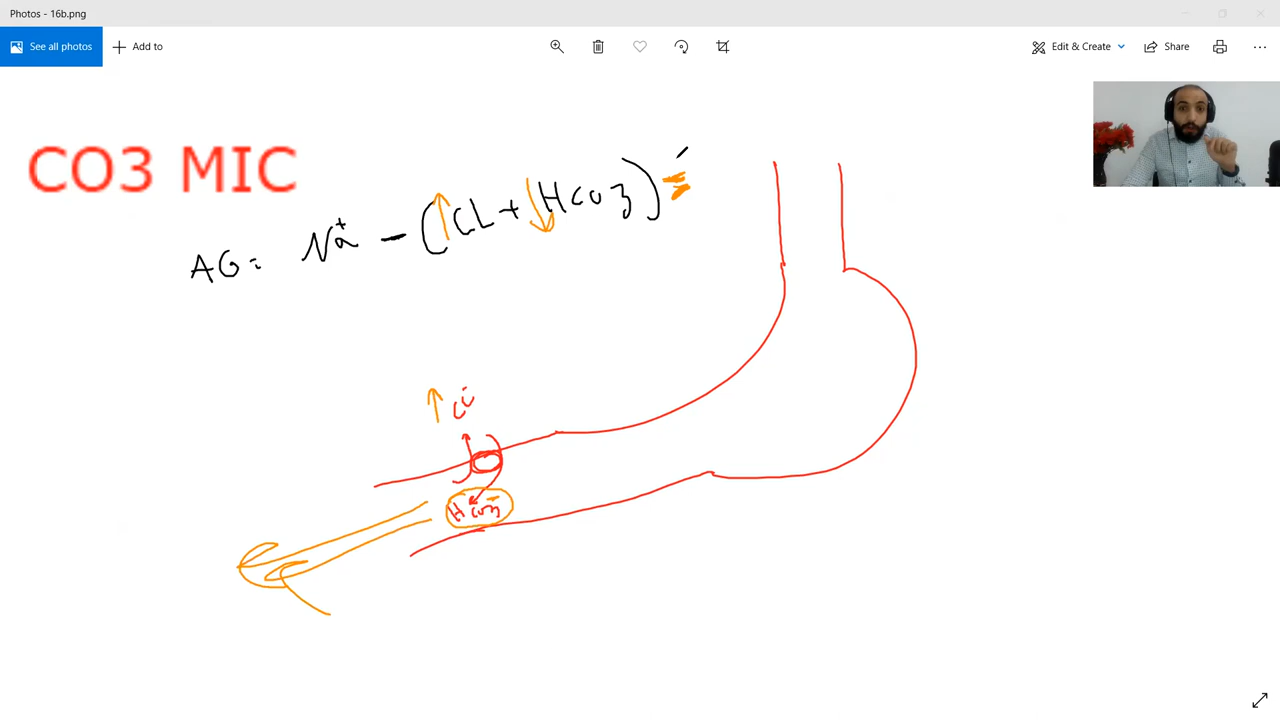 Photos - 16b.png
See all photos
Add to
Edit & Create
Share
CO3 MIC
AG = Na+ - (CL + HCO3) =
Cl-
HCO3-